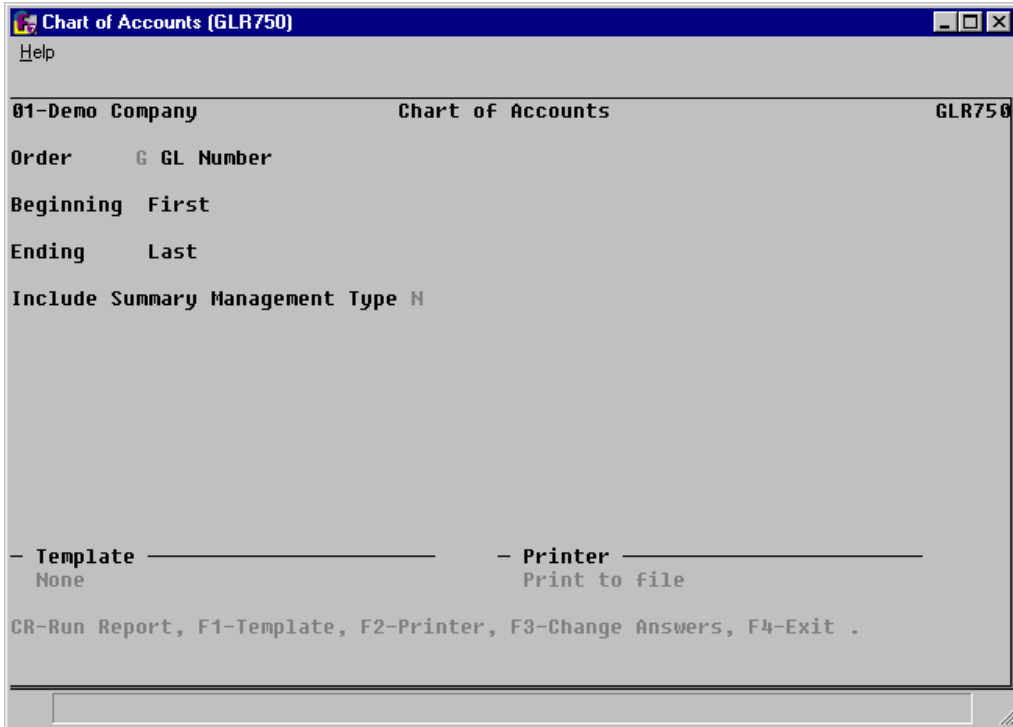 Chart of Accounts (GLR750)
Help
01-Demo Company Chart of Accounts GLR750
Order G GL Number
Beginning First
Ending Last
Include Summary Management Type N
Template Printer
None Print to file
CR-Run Report, F1-Template, F2-Printer, F3-Change Answers, F4-Exit .